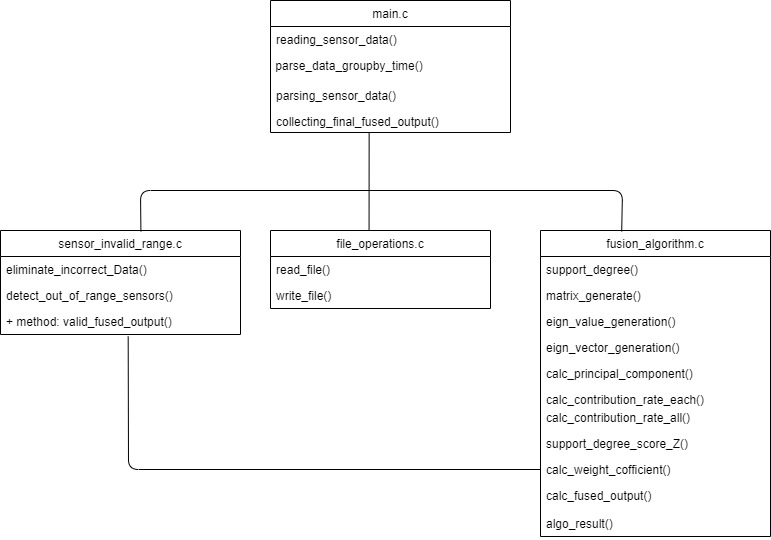 main.c
reading_sensor_data()
parse_data_groupby_time()
parsing_sensor_data()
collecting_final_fused_output()
sensor_invalid_range.c
eliminate_incorrect_Data()
detect_out_of_range_sensors()
+ method: valid_fused_output()
file_operations.c
read_file()
write_file()
fusion_algorithm.c
support_degree()
matrix_generate()
eign_value_generation()
eign_vector_generation()
calc_principal_component()
calc_contribution_rate_each()
calc_contribution_rate_all()
support_degree_score_Z()
calc_weight_cofficient()
calc_fused_output()
algo_result()